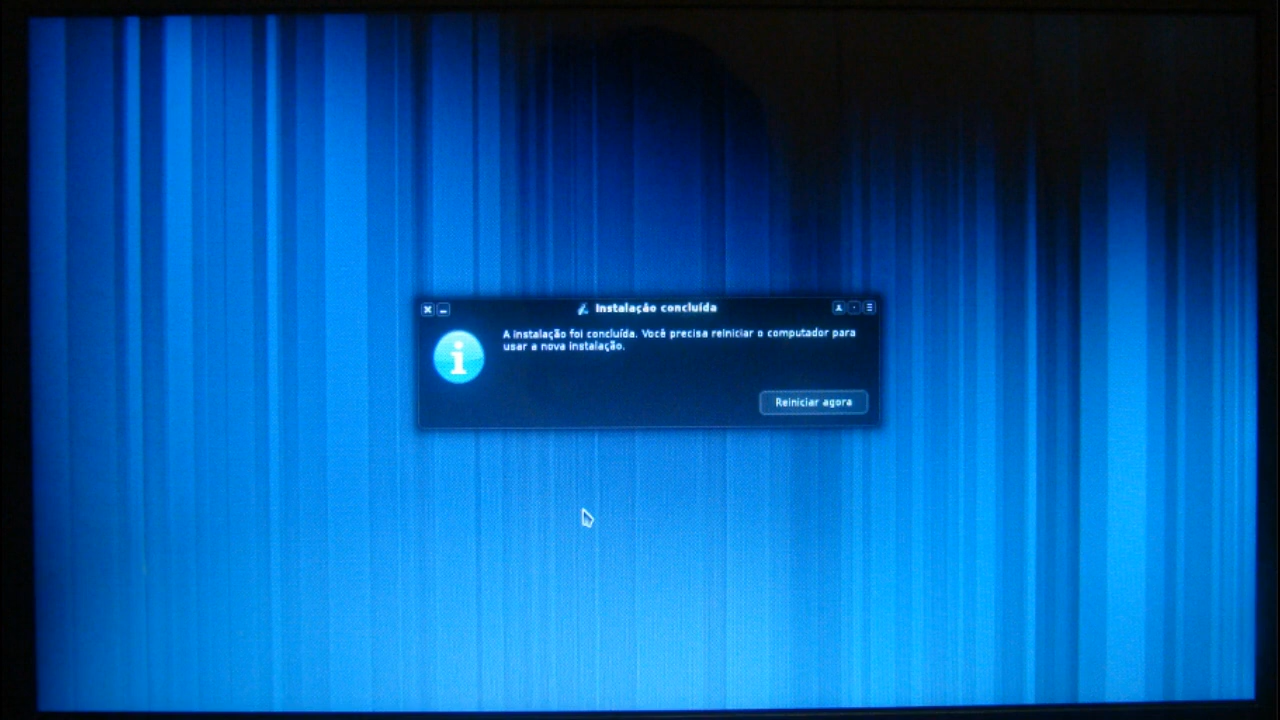 Instalação concluída
A instalação foi concluída. Você precisa reiniciar o computador para
usar a nova instalação.
Reiniciar agora